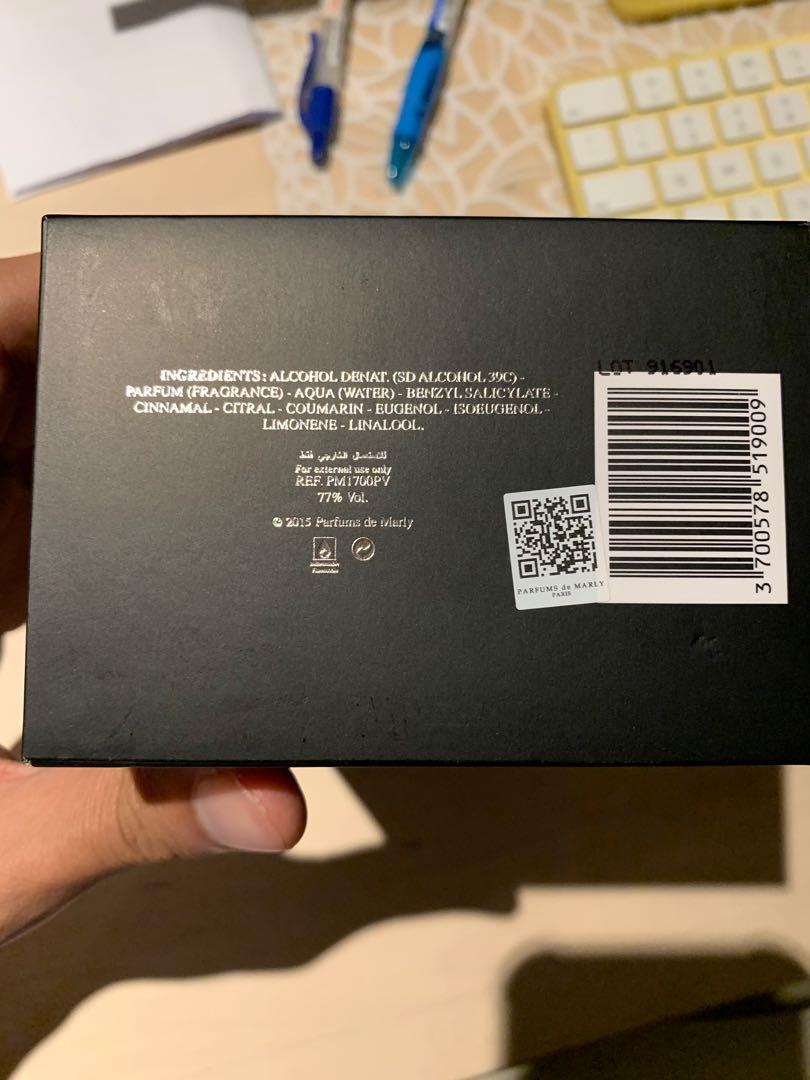 INGREDIENTS: ALCOHOL DENAT. (SD ALCOHOL 39C) -
PARFUM (FRAGRANCE) - AQUA (WATER) - BENZYL SALICYLATE -
CINNAMAL - CITRAL - COUMARIN - EUGENOL - ISOEUGENOL -
LIMONENE - LINALOOL.
للاستعمال الخارجي فقط
For external use only
REF. PM1700PV
77% Vol.
© 2015 Parfums de Marly
LOT 916901
3 700578 519009
PARFUMS de MARLY
PARIS